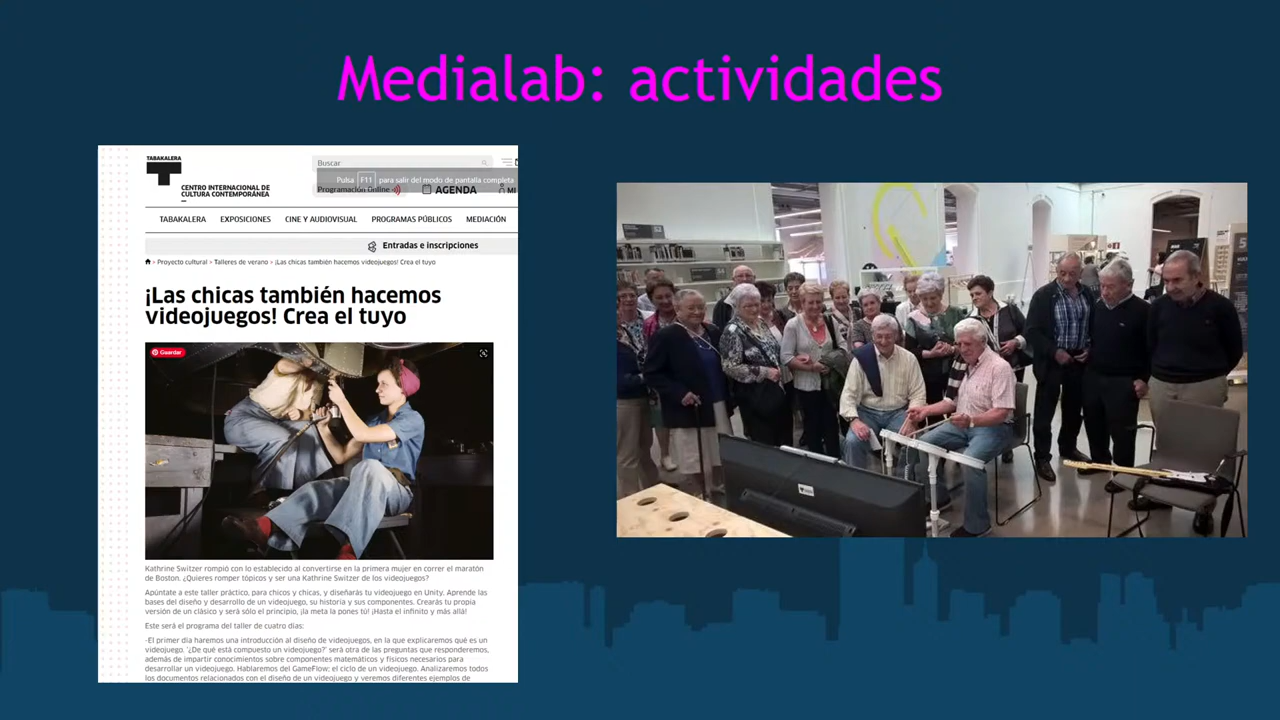 Medialab: actividades
TABAKALERA
CENTRO INTERNACIONAL DE
CULTURA CONTEMPORÁNEA
Buscar
Pulsa F11 para salir del modo de pantalla completa
Programación Online
AGENDA
MI
TABAKALERA EXPOSICIONES CINE Y AUDIOVISUAL PROGRAMAS PÚBLICOS MEDIACIÓN
Entradas e inscripciones
> Proyecto cultural > Talleres de verano > ¡Las chicas también hacemos videojuegos! Crea el tuyo
¡Las chicas también hacemos
videojuegos! Crea el tuyo
Guardar
Kathrine Switzer rompió con lo establecido al convertirse en la primera mujer en correr el maratón
de Boston. ¿Quieres romper tópicos y ser una Kathrine Switzer de los videojuegos?
Apúntate a este taller práctico, para chicos y chicas, y diseñarás tu videojuego en Unity. Aprende las
bases del diseño y desarrollo de un videojuego, su historia y sus componentes. Crearás tu propia
versión de un clásico y será sólo el principio, ¡la meta la pones tú! ¡Hasta el infinito y más allá!
Este será el programa del taller de cuatro días:
-El primer día haremos una introducción al diseño de videojuegos, en la que explicaremos qué es un
videojuego. '¿De qué está compuesto un videojuego?' será otra de las preguntas que responderemos,
además de impartir conocimientos sobre componentes matemáticos y físicos necesarios para
desarrollar un videojuego. Hablaremos del GameFlow; el ciclo de un videojuego. Analizaremos todos
los documentos relacionados con el diseño de un videojuego y veremos diferentes ejemplos de